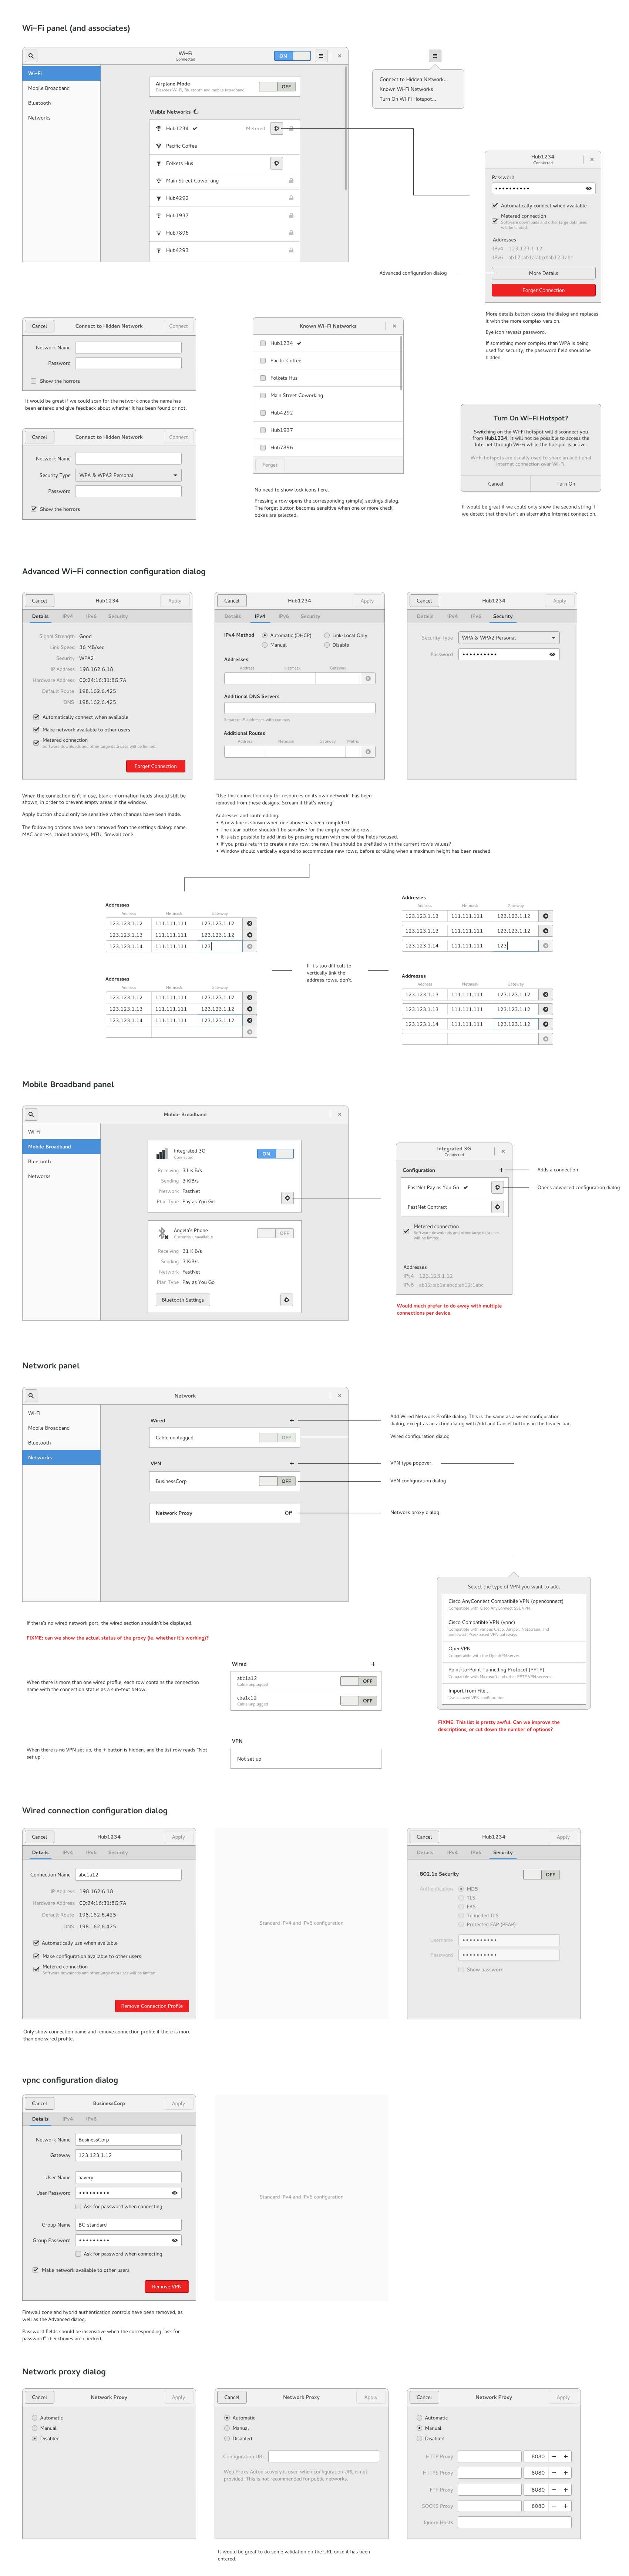 Wi-Fi panel (and associates)
Wi-Fi
Connected
ON
Wi-Fi
Mobile Broadband
Bluetooth
Networks
Airplane Mode
Disables Wi-Fi, Bluetooth and mobile broadband
OFF
Visible Networks
Hub1234 Metered
Pacific Coffee
Folkets Hus
Main Street Coworking
Hub4292
Hub1937
Hub7896
Hub4293
Connect to Hidden Network...
Known Wi-Fi Networks
Turn On Wi-Fi Hotspot...
Hub1234
Connected
Password
Automatically connect when available
Metered connection
Software downloads and other large data uses
will be limited.
Addresses
IPv4 123.123.1.12
IPv6 ab12::ab1a:abcd:ab12:1abc
More Details
Forget Connection
Advanced configuration dialog
More details button closes the dialog and replaces
it with the more complex version.
Eye icon reveals password.
If something more complex than WPA is being
used for security, the password field should be
hidden.
Cancel Connect to Hidden Network Connect
Network Name
Password
Show the horrors
It would be great if we could scan for the network once the name has
been entered and give feedback about whether it has been found or not.
Cancel Connect to Hidden Network Connect
Network Name
Security Type WPA & WPA2 Personal
Password
Show the horrors
Known Wi-Fi Networks
Hub1234
Pacific Coffee
Folkets Hus
Main Street Coworking
Hub4292
Hub1937
Hub7896
Forget
No need to show lock icons here.
Pressing a row opens the corresponding (simple) settings dialog.
The forget button becomes sensitive when one or more check
boxes are selected.
Turn On Wi-Fi Hotspot?
Switching on the Wi-Fi hotspot will disconnect you
from Hub1234. It will not be possible to access the
Internet through Wi-Fi while the hotspot is active.
Wi-Fi hotspots are usually used to share an additional
Internet connection over Wi-Fi.
Cancel Turn On
If would be great if we could only show the second string if
we detect that there isn't an alternative Internet connection.
Advanced Wi-Fi connection configuration dialog
Cancel Hub1234 Apply
Details IPv4 IPv6 Security
Signal Strength Good
Link Speed 36 MB/sec
Security WPA2
IP Address 198.162.6.18
Hardware Address 00:24:16:31:8G:7A
Default Route 198.162.6.425
DNS 198.162.6.425
Automatically connect when available
Make network available to other users
Metered connection
Software downloads and other large data uses will be limited.
Forget Connection
When the connection isn't in use, blank information fields should still be
shown, in order to prevent empty areas in the window.
Apply button should only be sensitive when changes have been made.
The following options have been removed from the settings dialog: name,
MAC address, cloned address, MTU, firewall zone.
Cancel Hub1234 Apply
Details IPv4 IPv6 Security
IPv4 Method Automatic (DHCP) Link-Local Only
Manual Disable
Addresses
Address Netmask Gateway
Additional DNS Servers
Separate IP addresses with commas
Additional Routes
Address Netmask Gateway Metric
"Use this connection only for resources on its own network" has been
removed from these designs. Scream if that's wrong!
Addresses and route editing:
• A new line is shown when one above has been completed.
• The clear button shouldn't be sensitive for the empty new line row.
• It is also possible to add lines by pressing return with one of the fields focused.
• If you press return to create a new row, the new line should be prefilled with the current row's values?
• Window should vertically expand to accommodate new rows, before scrolling when a maximum height has been reached.
Cancel Hub1234 Apply
Details IPv4 IPv6 Security
Security Type WPA & WPA2 Personal
Password
Addresses
Address Netmask Gateway
123.123.1.12 111.111.111 123.123.1.12
123.123.1.13 111.111.111 123.123.1.12
123.123.1.14 111.111.111 123
Addresses
Address Netmask Gateway
123.123.1.12 111.111.111 123.123.1.12
123.123.1.13 111.111.111 123.123.1.12
123.123.1.14 111.111.111 123.123.1.12
If it's too difficult to
vertically link the
address rows, don't.
Addresses
Address Netmask Gateway
123.123.1.13 111.111.111 123.123.1.12
123.123.1.13 111.111.111 123.123.1.12
123.123.1.14 111.111.111 123
Addresses
Address Netmask Gateway
123.123.1.13 111.111.111 123.123.1.12
123.123.1.13 111.111.111 123.123.1.12
123.123.1.14 111.111.111 123.123.1.12
Mobile Broadband panel
Mobile Broadband
Wi-Fi
Mobile Broadband
Bluetooth
Networks
Integrated 3G
Connected
ON
Receiving 31 KiB/s
Sending 3 KiB/s
Network FastNet
Plan Type Pay as You Go
Angela's Phone
Currently unavailable
OFF
Receiving 31 KiB/s
Sending 3 KiB/s
Network FastNet
Plan Type Pay as You Go
Bluetooth Settings
Integrated 3G
Connected
Configuration
FastNet Pay as You Go
FastNet Contract
Metered connection
Software downloads and other large data uses
will be limited.
Addresses
IPv4 123.123.1.12
IPv6 ab12::ab1a:abcd:ab12:1abc
Adds a connection
Opens advanced configuration dialog
Would much prefer to do away with multiple
connections per device.
Network panel
Network
Wi-Fi
Mobile Broadband
Bluetooth
Networks
Wired
Cable unplugged OFF
VPN
BusinessCorp OFF
Network Proxy Off
Add Wired Network Profile dialog. This is the same as a wired configuration
dialog, except as an action dialog with Add and Cancel buttons in the header bar.
Wired configuration dialog
VPN type popover.
VPN configuration dialog
Network proxy dialog
Select the type of VPN you want to add.
Cisco AnyConnect Compatible VPN (openconnect)
Compatible with Cisco AnyConnect SSL VPN.
Cisco Compatible VPN (vpnc)
Compatible with various Cisco, Juniper, Netscreen, and
Sonicwall IPsec-based VPN gateways.
OpenVPN
Compatible with the OpenVPN server.
Point-to-Point Tunnelling Protocol (PPTP)
Compatible with Microsoft and other PPTP VPN servers.
Import from File...
Use a saved VPN configuration
FIXME: This list is pretty awful. Can we improve the
descriptions, or cut down the number of options?
If there's no wired network port, the wired section shouldn't be displayed.
FIXME: can we show the actual status of the proxy (ie. whether it's working)?
When there is more than one wired profile, each row contains the connection
name with the connection status as a sub-text below.
Wired
abc1a12
Cable unplugged
OFF
cba1c12
Cable unplugged
OFF
When there is no VPN set up, the + button is hidden, and the list row reads "Not
set up".
VPN
Not set up
Wired connection configuration dialog
Cancel Hub1234 Apply
Details IPv4 IPv6 Security
Connection Name abc1a12
IP Address 198.162.6.18
Hardware Address 00:24:16:31:8G:7A
Default Route 198.162.6.425
DNS 198.162.6.425
Automatically use when available
Make configuration available to other users
Metered connection
Software downloads and other large data uses will be limited.
Remove Connection Profile
Only show connection name and remove connection profile if there is more
than one wired profile.
Standard IPv4 and IPv6 configuration
Cancel Hub1234 Apply
Details IPv4 IPv6 Security
802.1x Security OFF
Authentication MD5
TLS
FAST
Tunnelled TLS
Protected EAP (PEAP)
Username
Password
Show password
vpnc configuration dialog
Cancel BusinessCorp Apply
Details IPv4 IPv6
Network Name BusinessCorp
Gateway 123.123.1.12
User Name aavery
User Password
Ask for password when connecting
Group Name BC-standard
Group Password
Ask for password when connecting
Make network available to other users
Remove VPN
Firewall zone and hybrid authentication controls have been removed, as
well as the Advanced dialog.
Password fields should be insensitive when the corresponding "ask for
password" checkboxes are checked.
Standard IPv4 and IPv6 configuration
Network proxy dialog
Cancel Network Proxy Apply
Automatic
Manual
Disabled
Cancel Network Proxy Apply
Automatic
Manual
Disabled
Configuration URL
Web Proxy Autodiscovery is used when configuration URL is not
provided. This is not recommended for public networks.
It would be great to do some validation on the URL once it has been
entered.
Cancel Network Proxy Apply
Automatic
Manual
Disabled
HTTP Proxy 8080 − +
HTTPS Proxy 8080 − +
FTP Proxy 8080 − +
SOCKS Proxy 8080 − +
Ignore Hosts